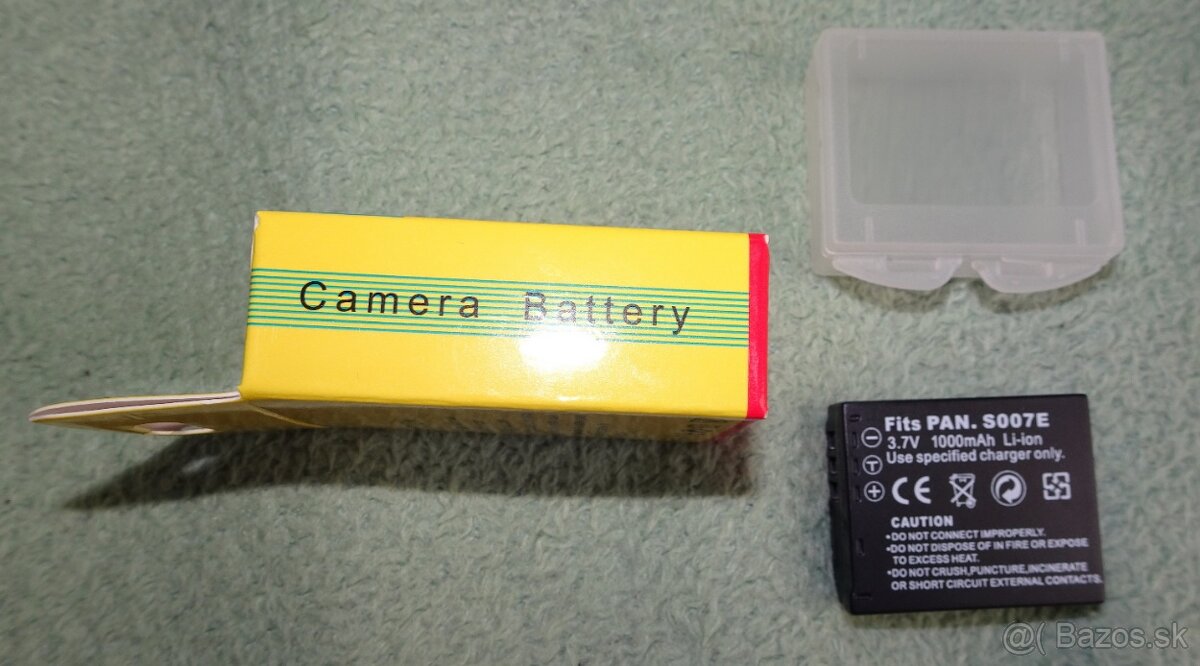 Camera Battery
Fits PAN. S007E
3.7V 1000mAh Li-ion
Use specified charger only.
CE
CAUTION
•DO NOT CONNECT IMPROPERLY.
•DO NOT DISPOSE OF IN FIRE OR EXPOSE
TO EXCESS HEAT.
•DO NOT CRUSH,PUNCTURE,INCINERATE
OR SHORT CIRCUIT EXTERNAL CONTACTS.
@( Bazos.sk